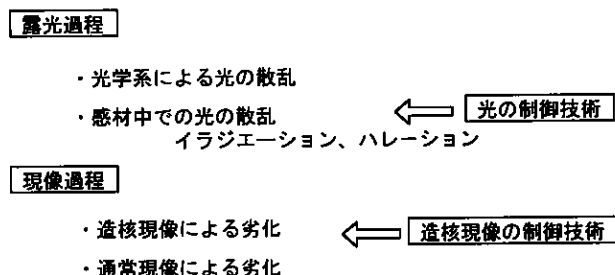 露光過程
・光学系による光の散乱
・感材中での光の散乱
光の制御技術
イラジエーション、ハレーション
現像過程
・造核現像による劣化
造核現像の制御技術
・通常現像による劣化